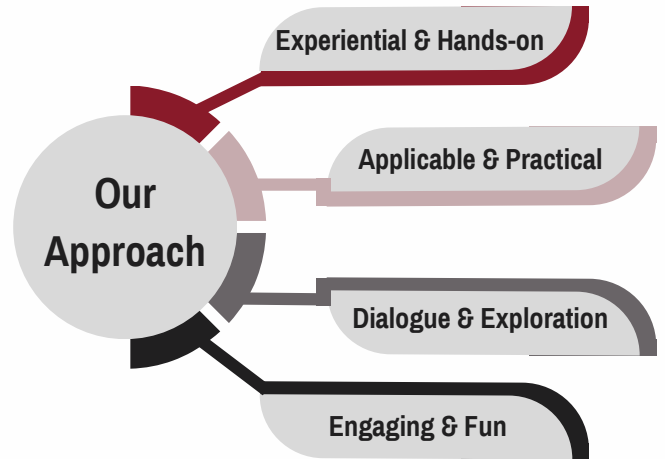 Our
Approach
Experiential & Hands-on
Applicable & Practical
Dialogue & Exploration
Engaging & Fun